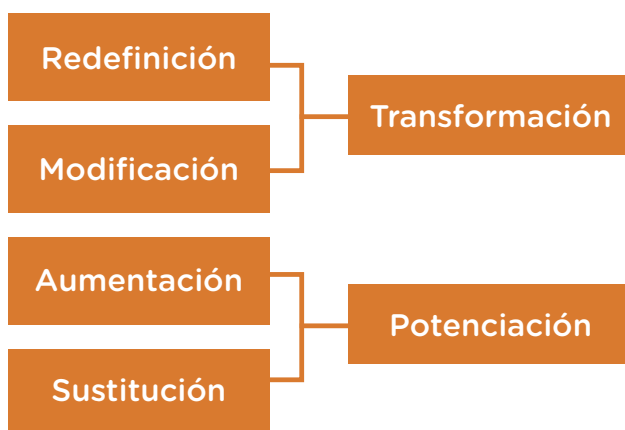 Redefinición
Transformación
Modificación
Aumentación
Potenciación
Sustitución